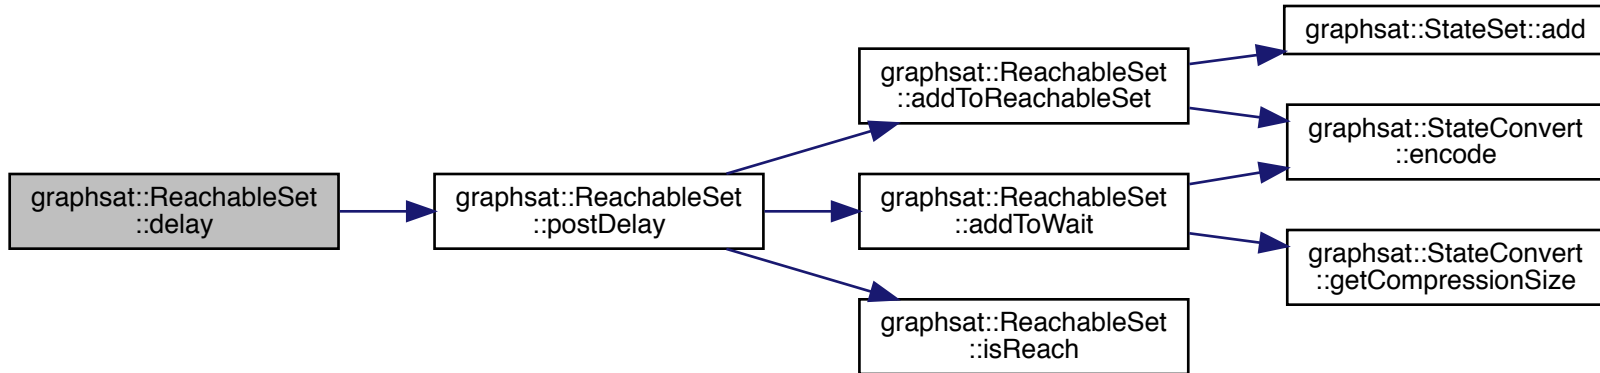 graphsat::ReachableSet
::delay
graphsat::ReachableSet
::postDelay
graphsat::ReachableSet
::addToReachableSet
graphsat::ReachableSet
::addToWait
graphsat::ReachableSet
::isReach
graphsat::StateSet::add
graphsat::StateConvert
::encode
graphsat::StateConvert
::getCompressionSize